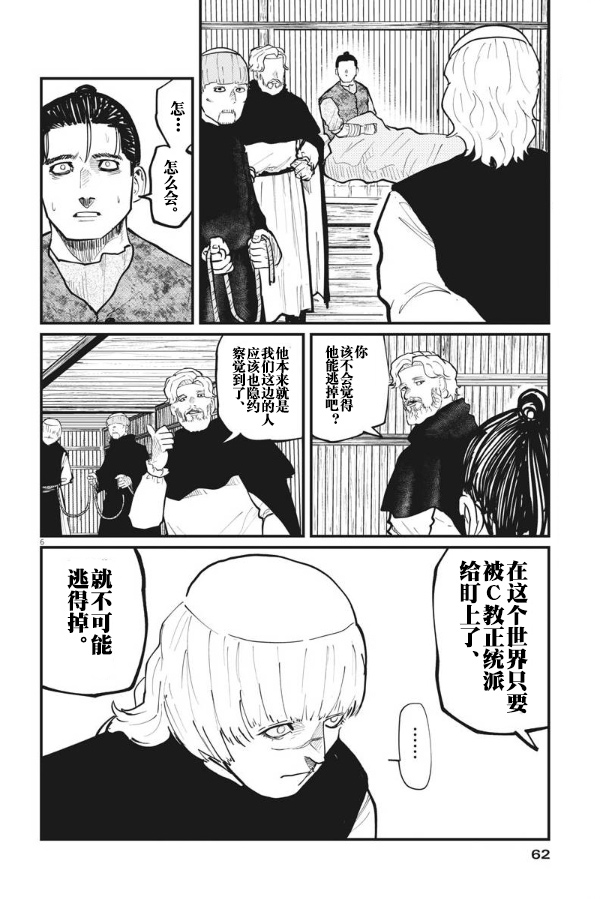 怎…
怎么会。
你
该不会觉得
他能逃掉吧？
他本来就是
我们这边的人
应该也隐约
察觉到了
6
在这个世界只要
被C教正统派
给盯上了、
……
就不可能
逃得掉。
62